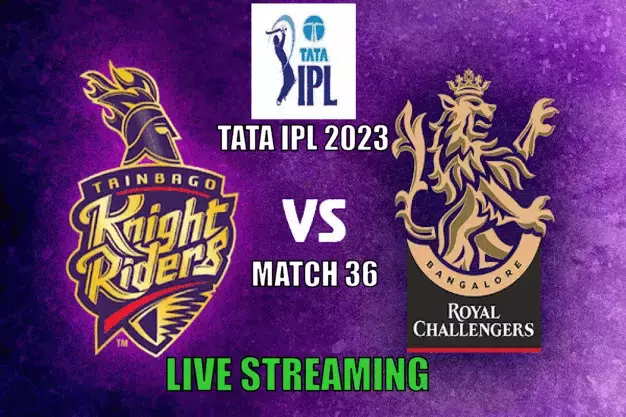 TATA
IPL
TATA IPL 2023
TRINBAGO
Knight
Riders
TM
VS
MATCH 36
BANGALORE
ROYAL
CHALLENGERS
LIVE STREAMING